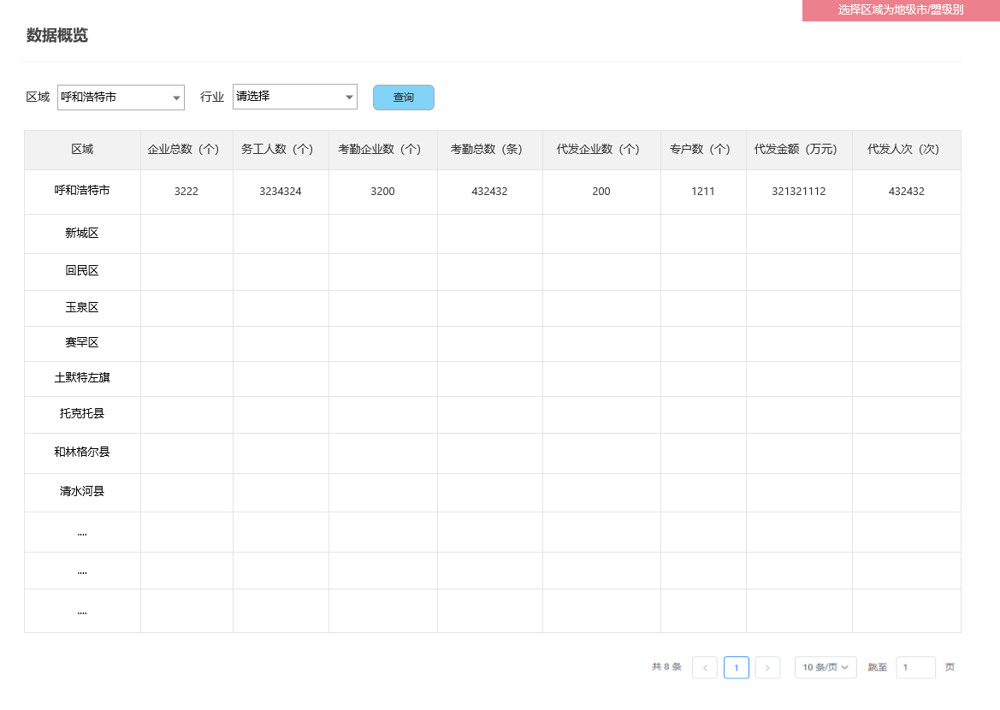 选择区域为地级市/盟级别
数据概览
区域 呼和浩特市 行业 请选择 查询
区域 企业总数（个） 务工人数（个） 考勤企业数（个） 考勤总数（条） 代发企业数（个） 专户数（个） 代发金额（万元） 代发人次（次）
呼和浩特市 3222 3234324 3200 432432 200 1211 321321112 432432
新城区
回民区
玉泉区
赛罕区
土默特左旗
托克托县
和林格尔县
清水河县
....
....
....
共 8 条 < 1 > 10 条/页 跳至 1 页